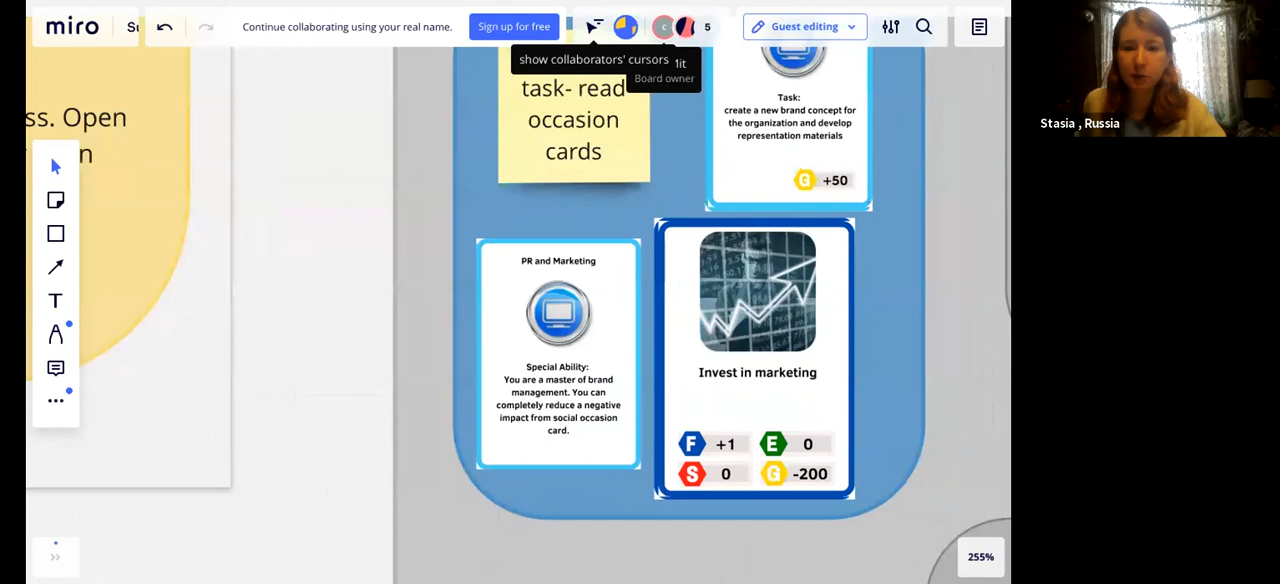 miro
Continue collaborating using your real name.
Sign up for free
C
5
Guest editing
show collaborators' cursors
Board owner
ss. Open
n
task- read
occasion
cards
Task:
create a new brand concept for
the organization and develop
representation materials
G +50
PR and Marketing
Special Ability:
You are a master of brand
management. You can
completely reduce a negative
impact from social occasion
card.
Invest in marketing
F +1 E 0
S 0 G -200
T
255%
Stasia , Russia